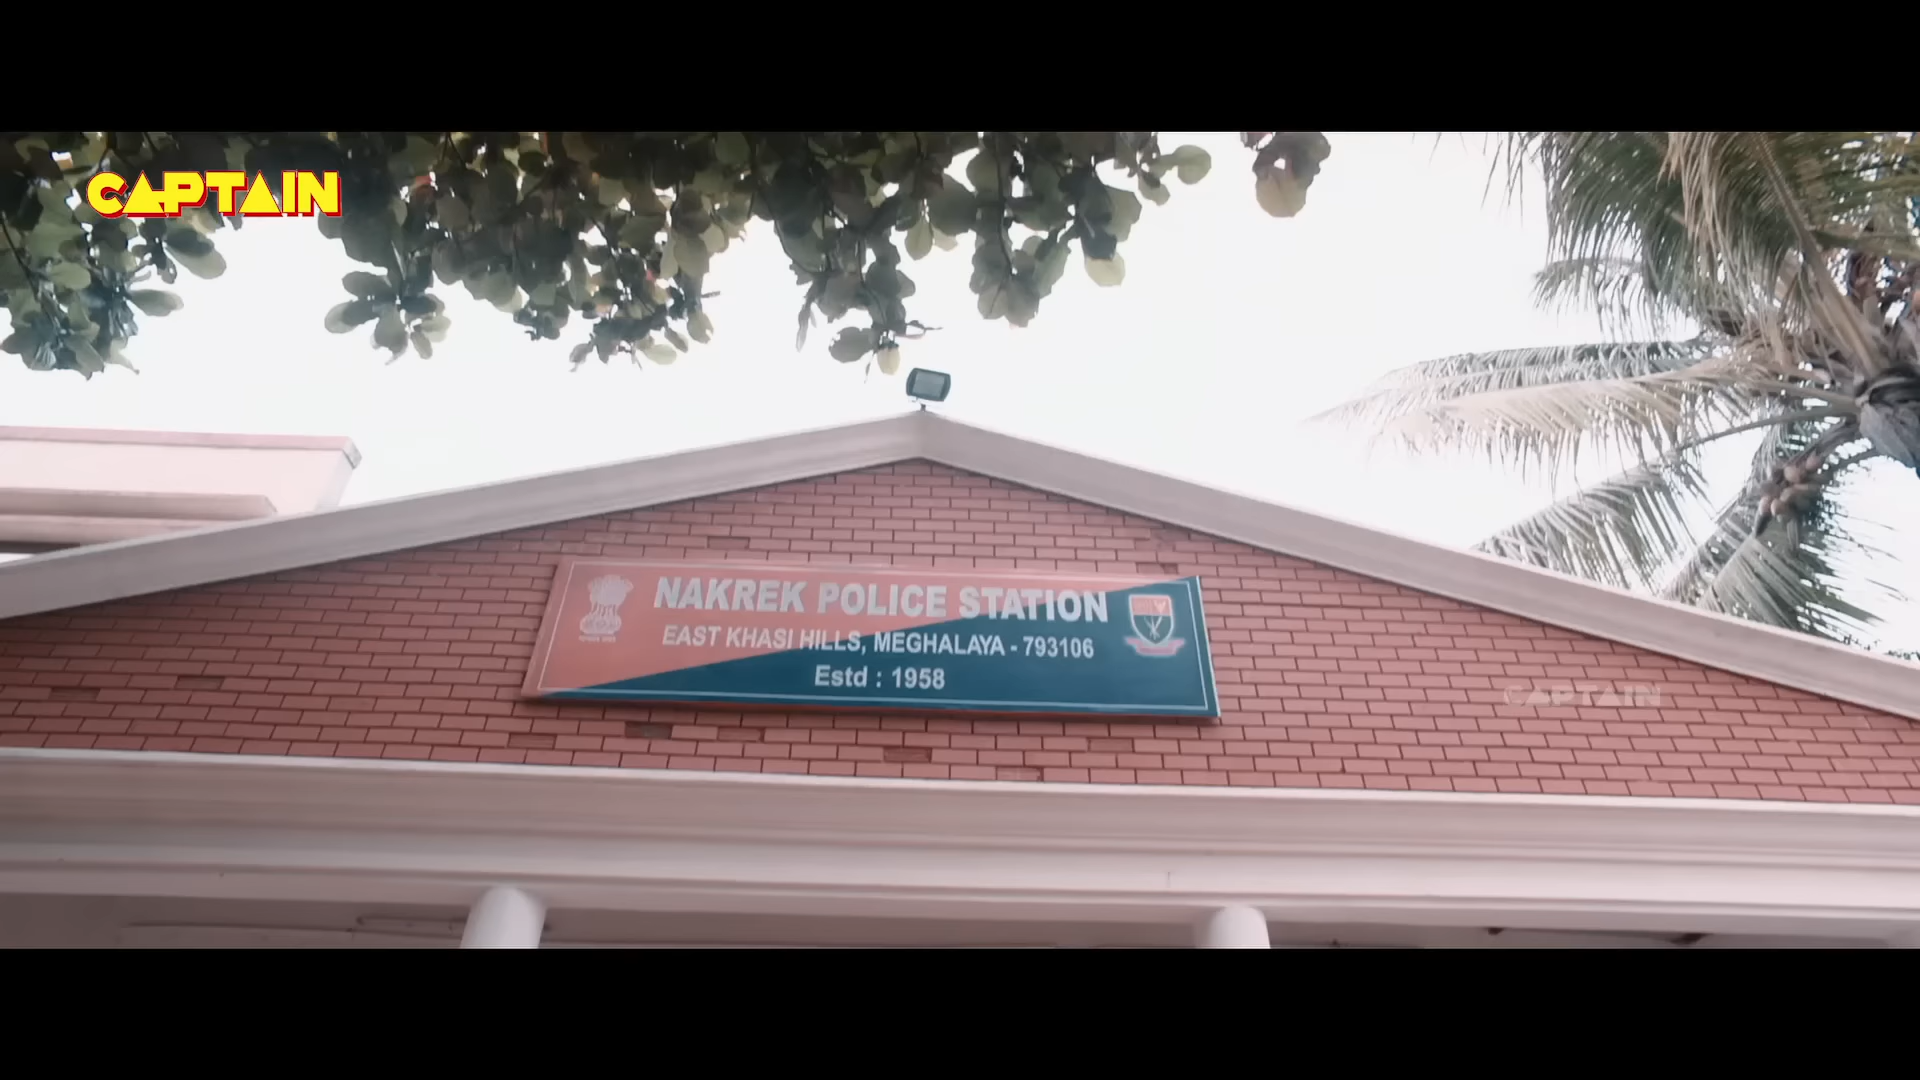 CAPTAIN
NAKREK POLICE STATION
EAST KHASI HILLS, MEGHALAYA - 793106
Estd : 1958
CAPTAIN